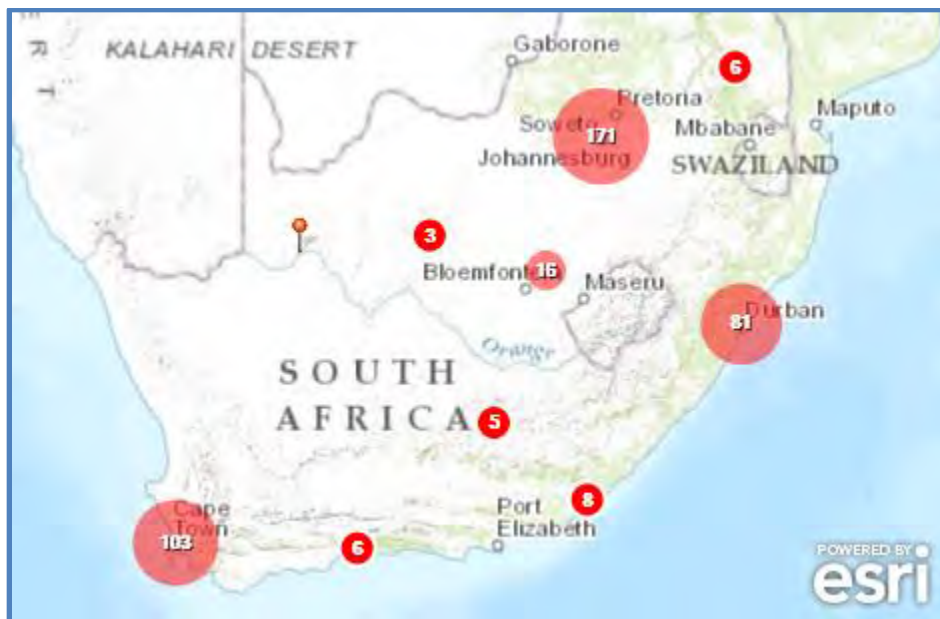 R
T
KALAHARI DESERT
Gaborone
6
Pretoria
Maputo
Soweto
171
Mbabane
Johannesburg
SWAZILAND
3
16
Maseru
81
Durban
Orange
SOUTH
AFRICA
5
8
Port
Elizabeth
Cape
Town
103
6
POWERED BY
esri